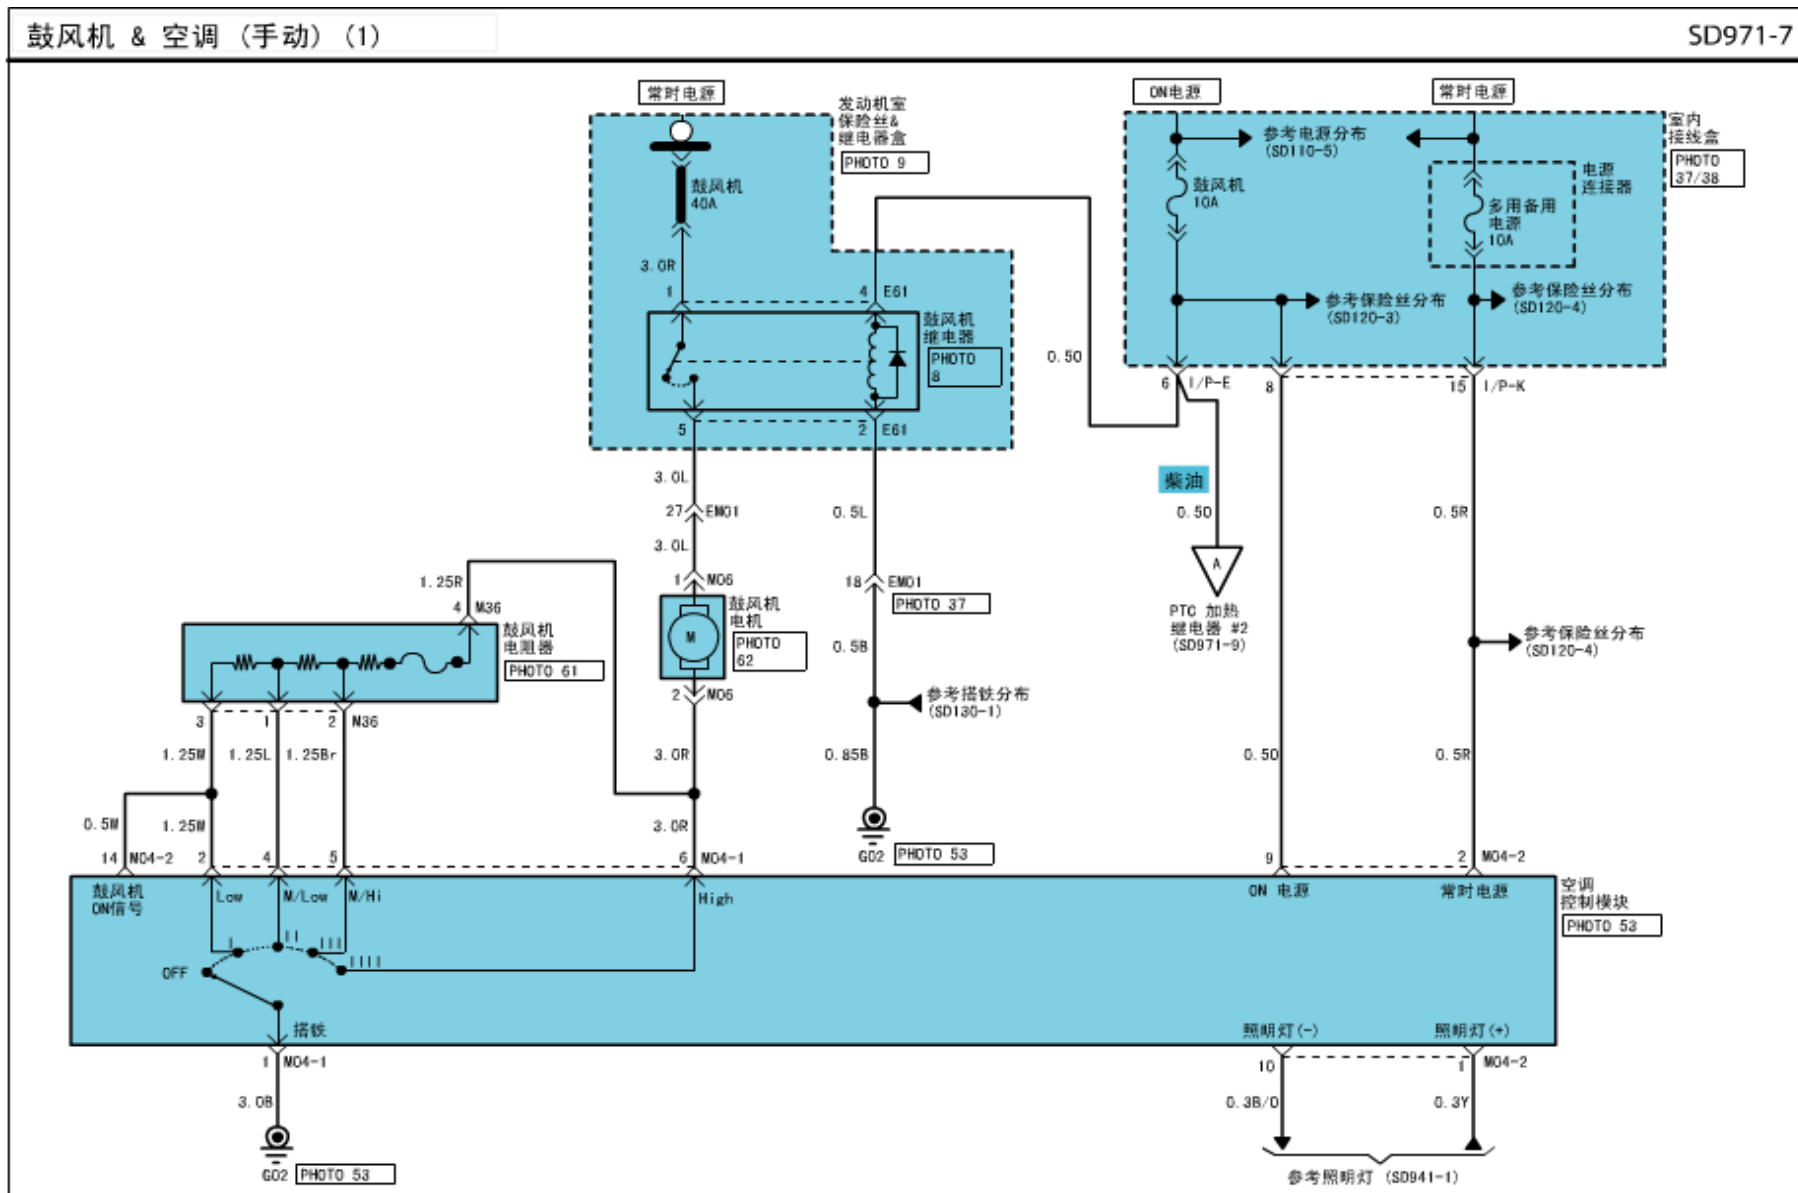 鼓风机 & 空调 (手动) (1)
SD971-7
常时电源
ON电源
常时电源
发动机室
保险丝&
继电器盒
PHOTO 9
鼓风机
40A
3.0R
1
4
E61
鼓风机
继电器
PHOTO
8
5
2
E61
参考电源分布
(SD110-5)
室内
接线盒
PHOTO
37/38
电源
连接器
鼓风机
10A
多用备用
电源
10A
参考保险丝分布
(SD120-3)
参考保险丝分布
(SD120-4)
0.5O
6
I/P-E
8
15
I/P-K
3.0L
27
EM01
3.0L
1
M06
鼓风机
电机
PHOTO
62
M
2
M06
3.0R
3.0R
6
M04-1
0.5L
18
EM01
PHOTO 37
0.5B
参考搭铁分布
(SD130-1)
0.85B
G02
PHOTO 53
柴油
0.5O
A
PTC 加热
继电器 #2
(SD971-9)
0.5R
参考保险丝分布
(SD120-4)
0.5O
0.5R
9
2
M04-2
1.25R
4
M36
鼓风机
电阻器
PHOTO 61
3
1
2
M36
1.25W
1.25L
1.25Br
0.5W
1.25W
14
M04-2
2
4
5
鼓风机
ON信号
Low
M/Low
M/Hi
High
ON 电源
常时电源
空调
控制模块
PHOTO 53
OFF
I
II
III
IIII
搭铁
照明灯(-)
照明灯(+)
1
M04-1
10
1
M04-2
3.0B
0.3B/O
0.3Y
G02
PHOTO 53
参考照明灯 (SD941-1)